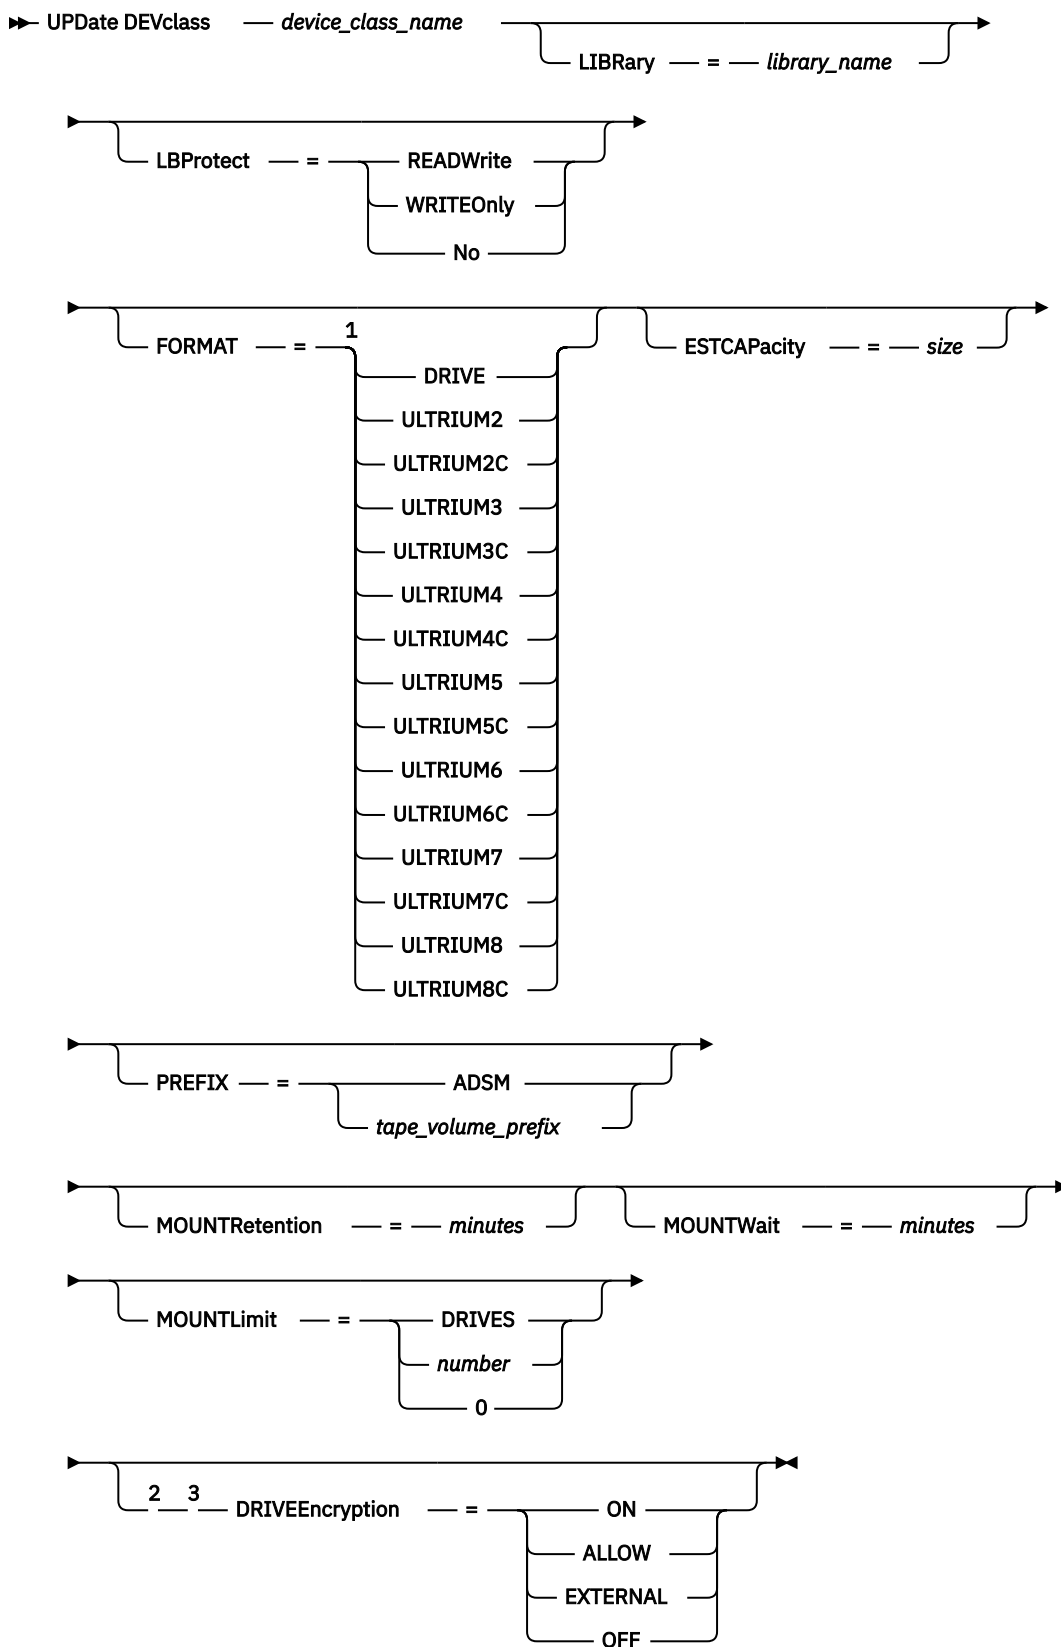 UPDate DEVclass device_class_name
LIBRary = library_name
LBProtect = READWrite
WRITEOnly
No
FORMAT = 1
DRIVE
ULTRIUM2
ULTRIUM2C
ULTRIUM3
ULTRIUM3C
ULTRIUM4
ULTRIUM4C
ULTRIUM5
ULTRIUM5C
ULTRIUM6
ULTRIUM6C
ULTRIUM7
ULTRIUM7C
ULTRIUM8
ULTRIUM8C
ESTCAPacity = size
PREFIX = ADSM
tape_volume_prefix
MOUNTRetention = minutes MOUNTWait = minutes
MOUNTLimit = DRIVES
number
0
2 3 DRIVEEncryption = ON
ALLOW
EXTERNAL
OFF